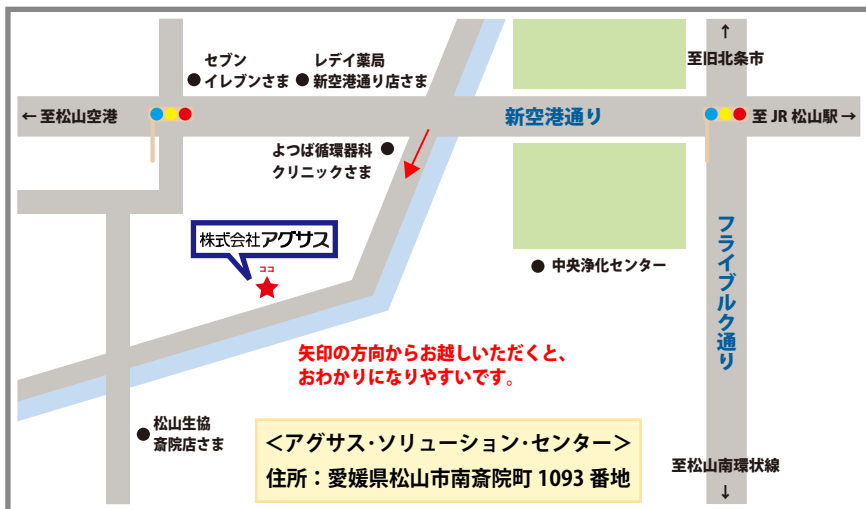 セブン
イレブンさま
レデイ薬局
新空港通り店さま
↑
至旧北条市
← 至松山空港
新空港通り
至 JR 松山駅 →
よつば循環器科
クリニックさま
株式会社アグサス
ココ
中央浄化センター
フライブルク通り
矢印の方向からお越しいただくと、
おわかりになりやすいです。
松山生協
斎院店さま
＜アグサス・ソリューション・センター＞
住所：愛媛県松山市南斎院町 1093 番地
至松山南環状線
↓